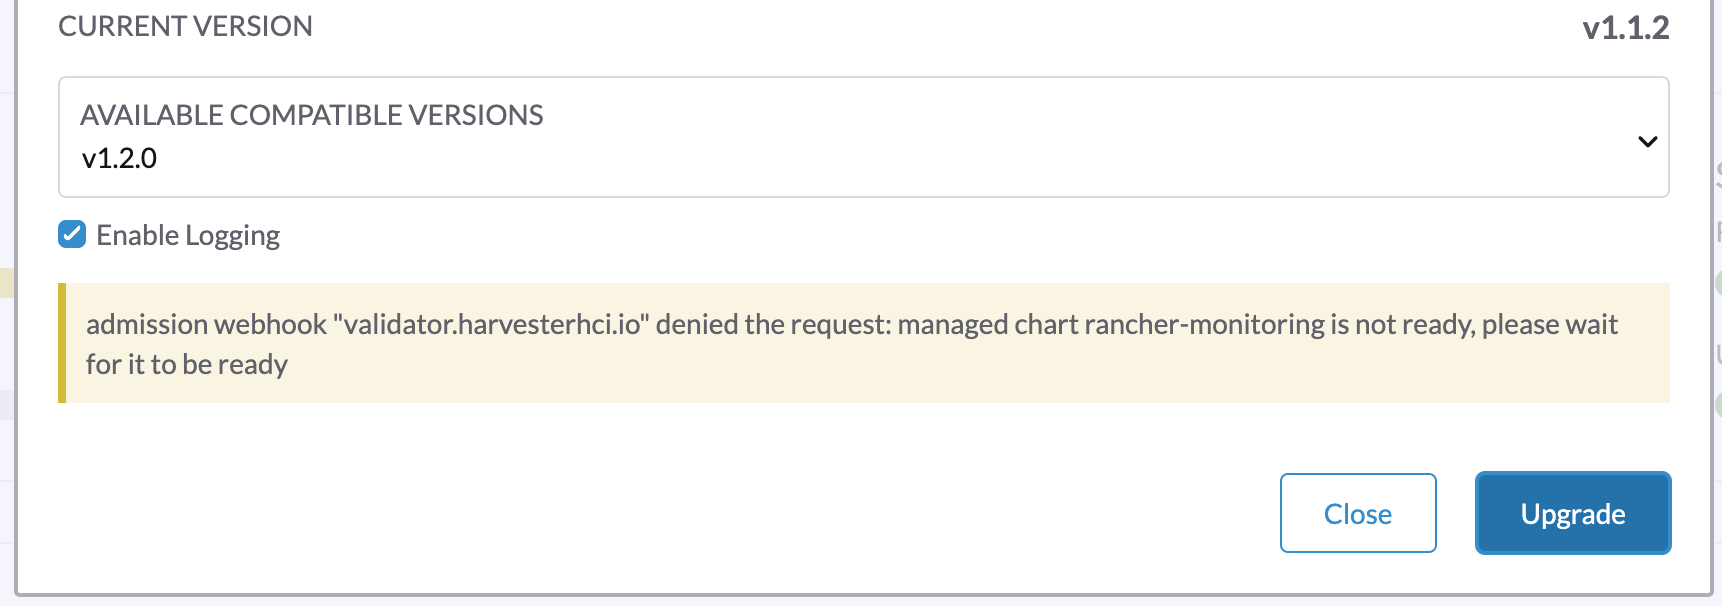 CURRENT VERSION
v1.1.2
AVAILABLE COMPATIBLE VERSIONS
v1.2.0
Enable Logging
admission webhook "validator.harvesterhci.io" denied the request: managed chart rancher-monitoring is not ready, please wait
for it to be ready
Close
Upgrade